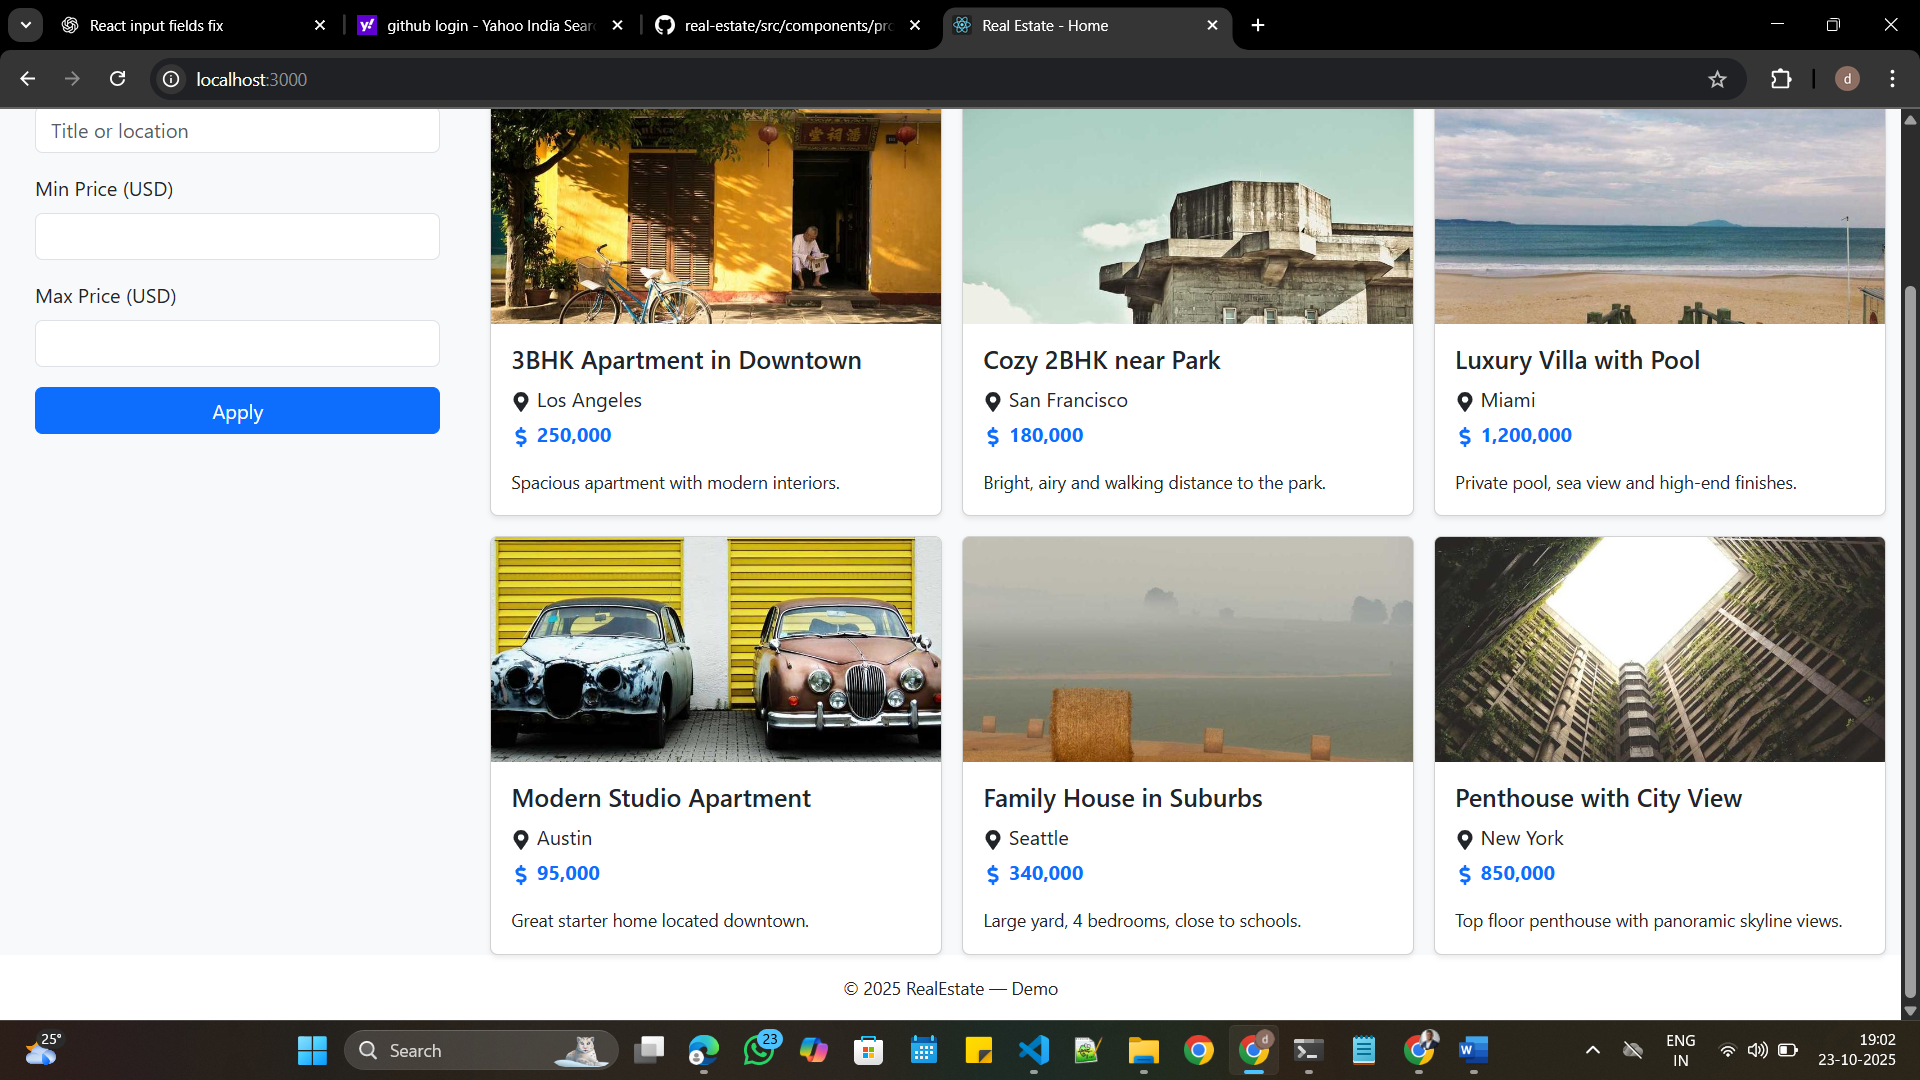 React input fields fix
github login - Yahoo India Sear
real-estate/src/components/pro
Real Estate - Home
localhost:3000
d
Title or location
Min Price (USD)
Max Price (USD)
Apply
3BHK Apartment in Downtown
Los Angeles
$ 250,000
Spacious apartment with modern interiors.
Cozy 2BHK near Park
San Francisco
$ 180,000
Bright, airy and walking distance to the park.
Luxury Villa with Pool
Miami
$ 1,200,000
Private pool, sea view and high-end finishes.
Modern Studio Apartment
Austin
$ 95,000
Great starter home located downtown.
Family House in Suburbs
Seattle
$ 340,000
Large yard, 4 bedrooms, close to schools.
Penthouse with City View
New York
$ 850,000
Top floor penthouse with panoramic skyline views.
© 2025 RealEstate — Demo
25°
Search
23
d
ENG
IN
19:02
23-10-2025